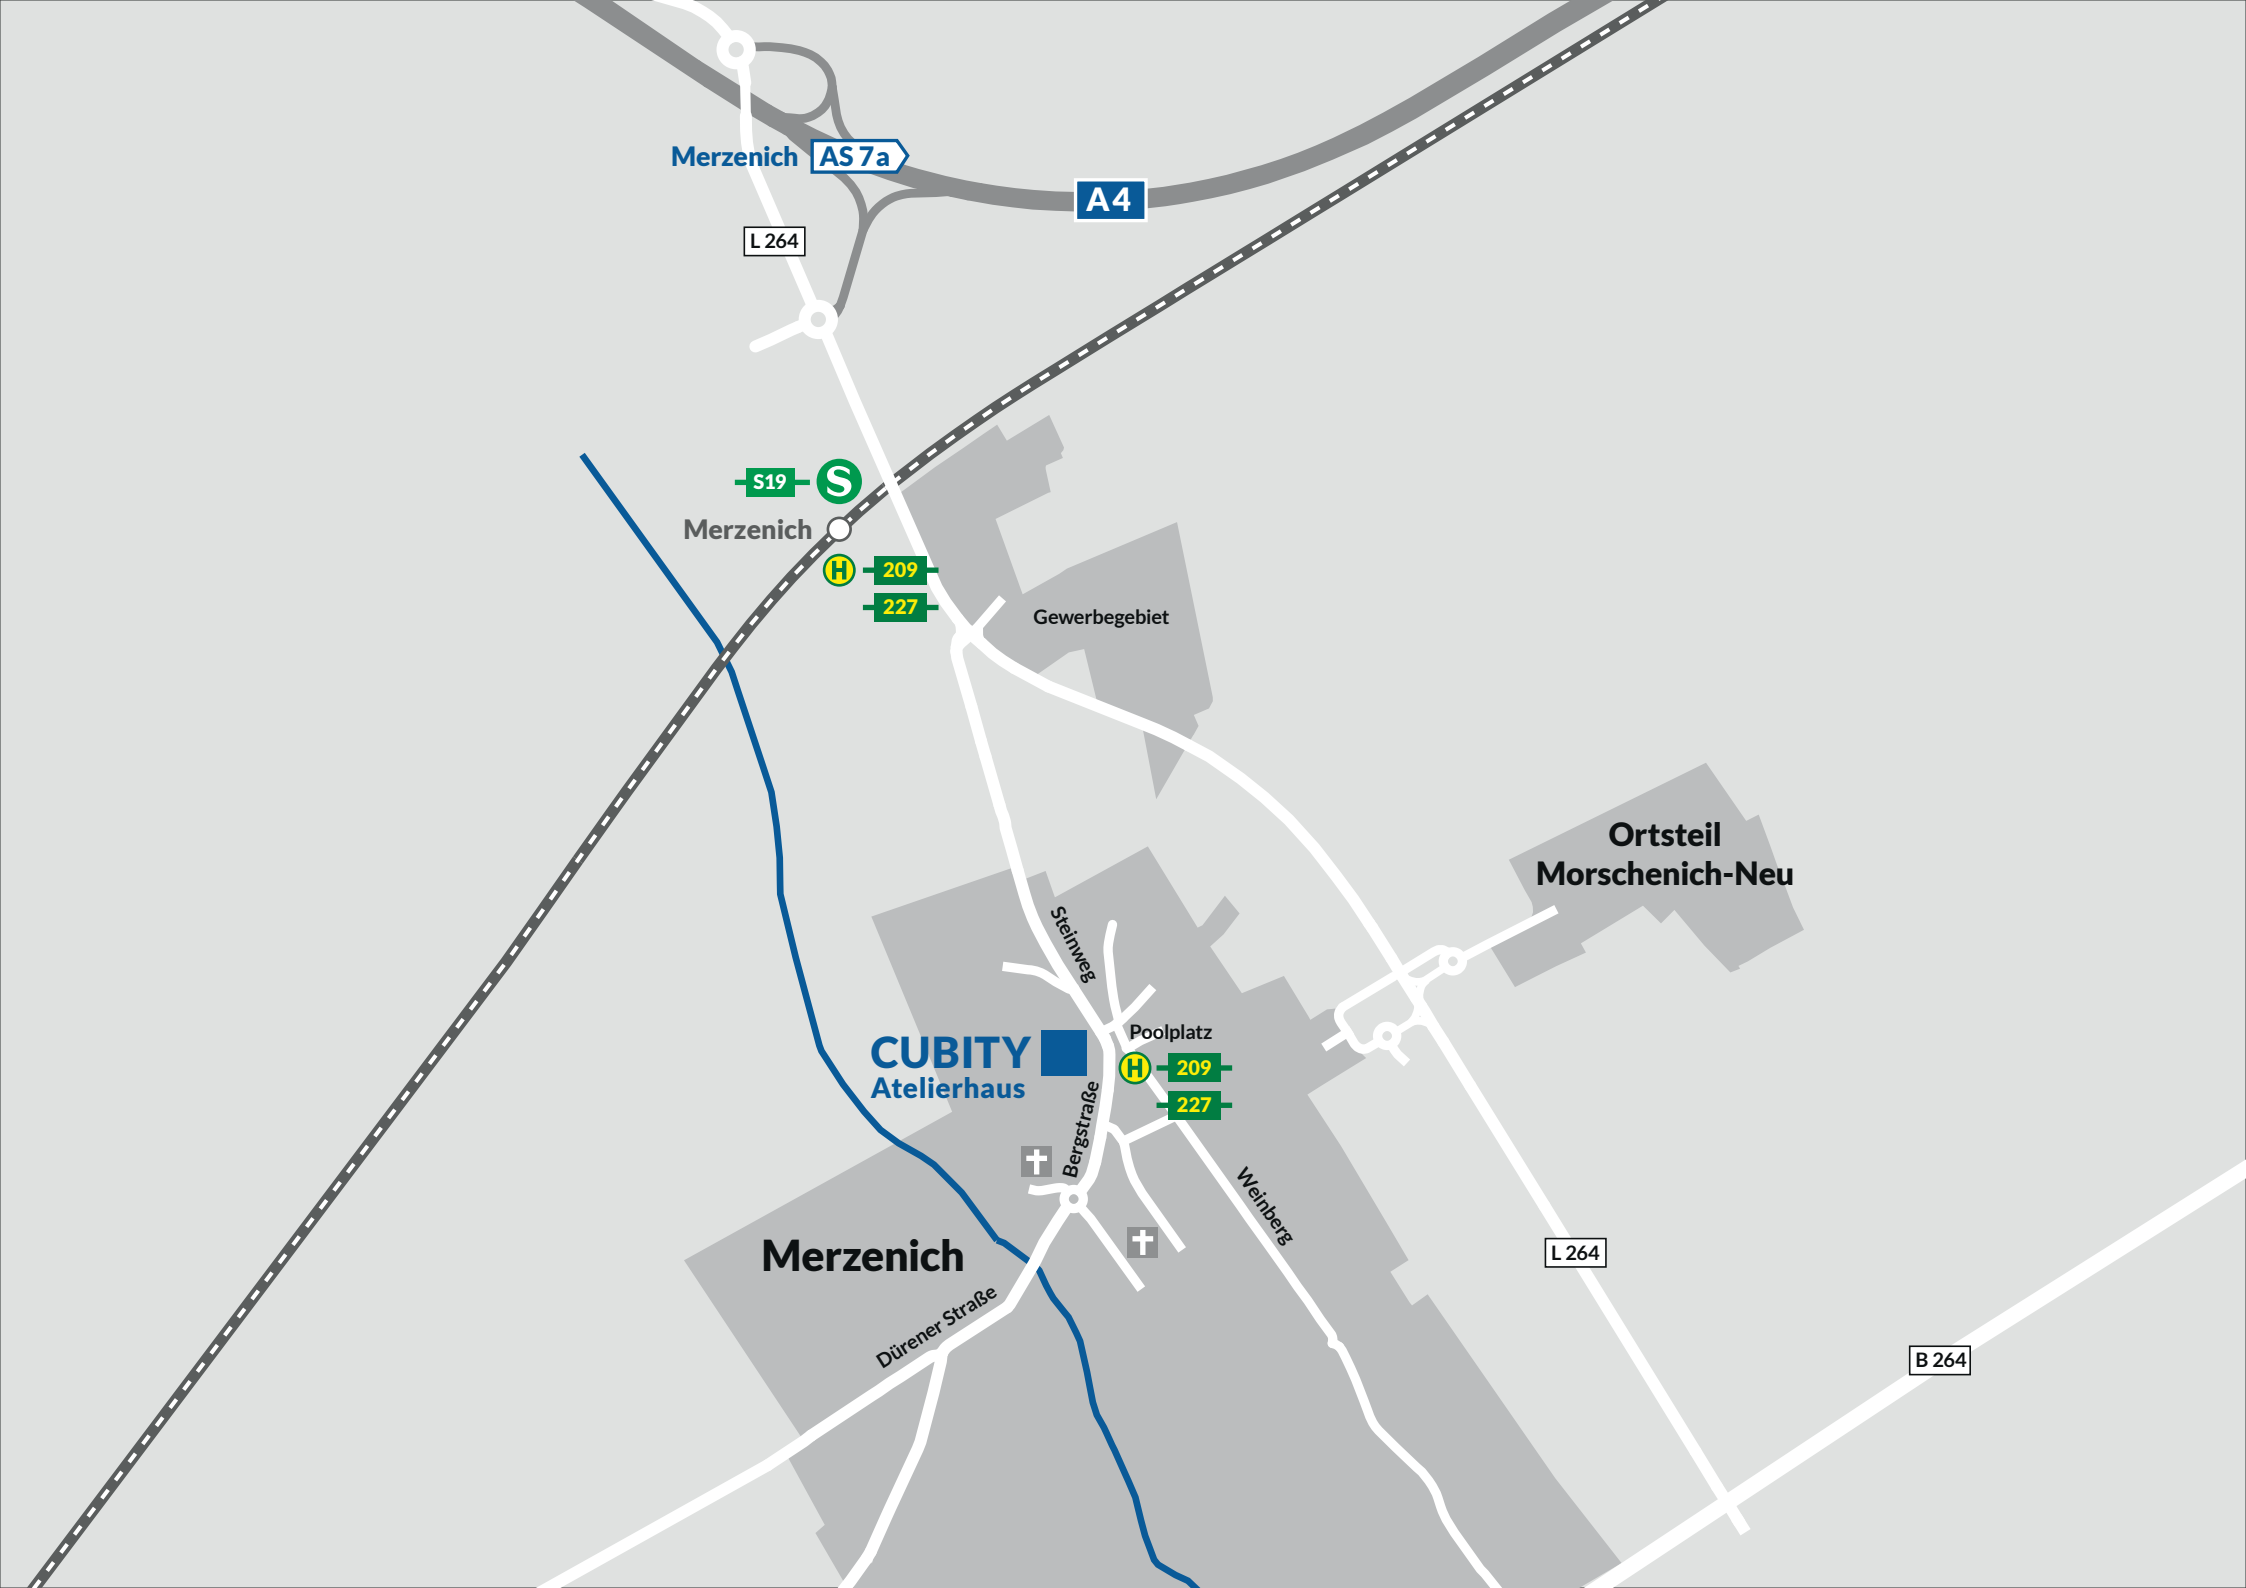 Merzenich
AS 7a
A4
L 264
S19
S
Merzenich
H
209
227
Gewerbegebiet
Ortsteil
Morschenich-Neu
Steinweg
Poolplatz
CUBITY
Atelierhaus
H
209
227
Bergstraße
Weinberg
Merzenich
L 264
Dürener Straße
B 264